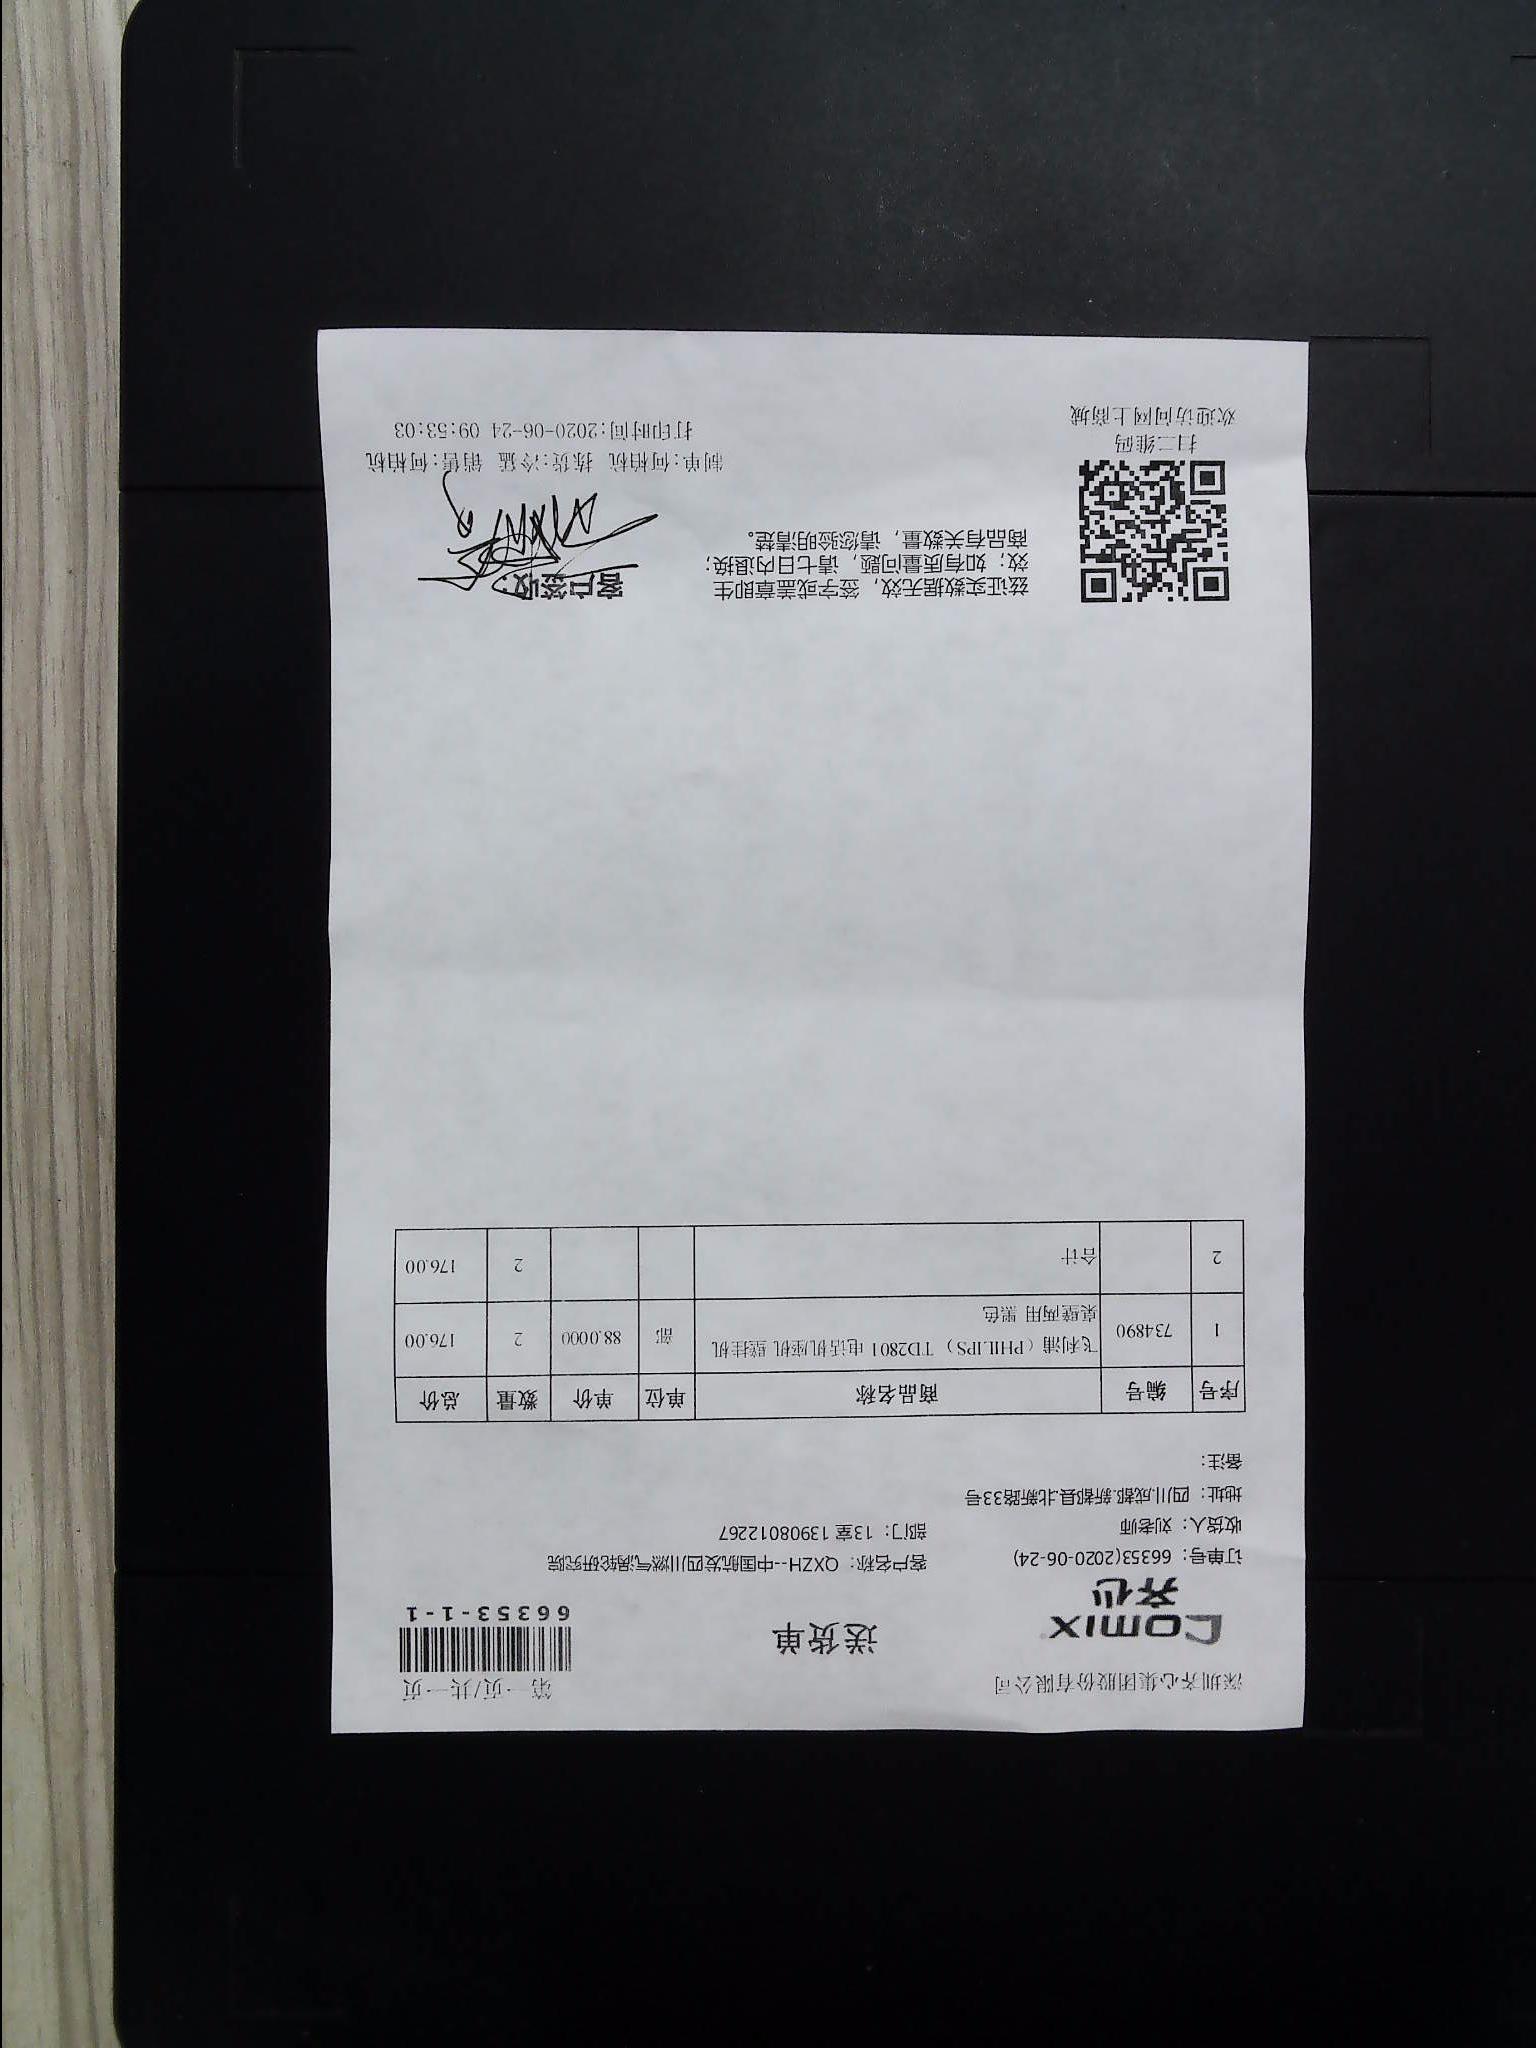 深圳齐心集团股份有限公司
第一页/共一页
COMIX
齐心
送货单
66353-1-1
订单号：66353(2020-06-24)
客户名称：QXZH--中国航发四川燃气涡轮研究院
收货人：刘老师
部门：13室 13908012267
地址：四川.成都.新都县.北新路33号
备注：
序号 编号 商品名称 单位 单价 数量 总价
1 734890 飞利浦（PHILIPS）TD2801 电话机座机 壁挂机 部 88.0000 2 176.00
桌壁两用 黑色
2 合计 2 176.00
兹证实数据无效，签字或盖章即生
效；如有质量问题，请七日内退换；
商品有关数量，请您验明清楚。
客户签收：
扫二维码
欢迎访问网上商城
制单:何柏杭 拣货:冷猛 销售:何柏杭
打印时间:2020-06-24 09:53:03